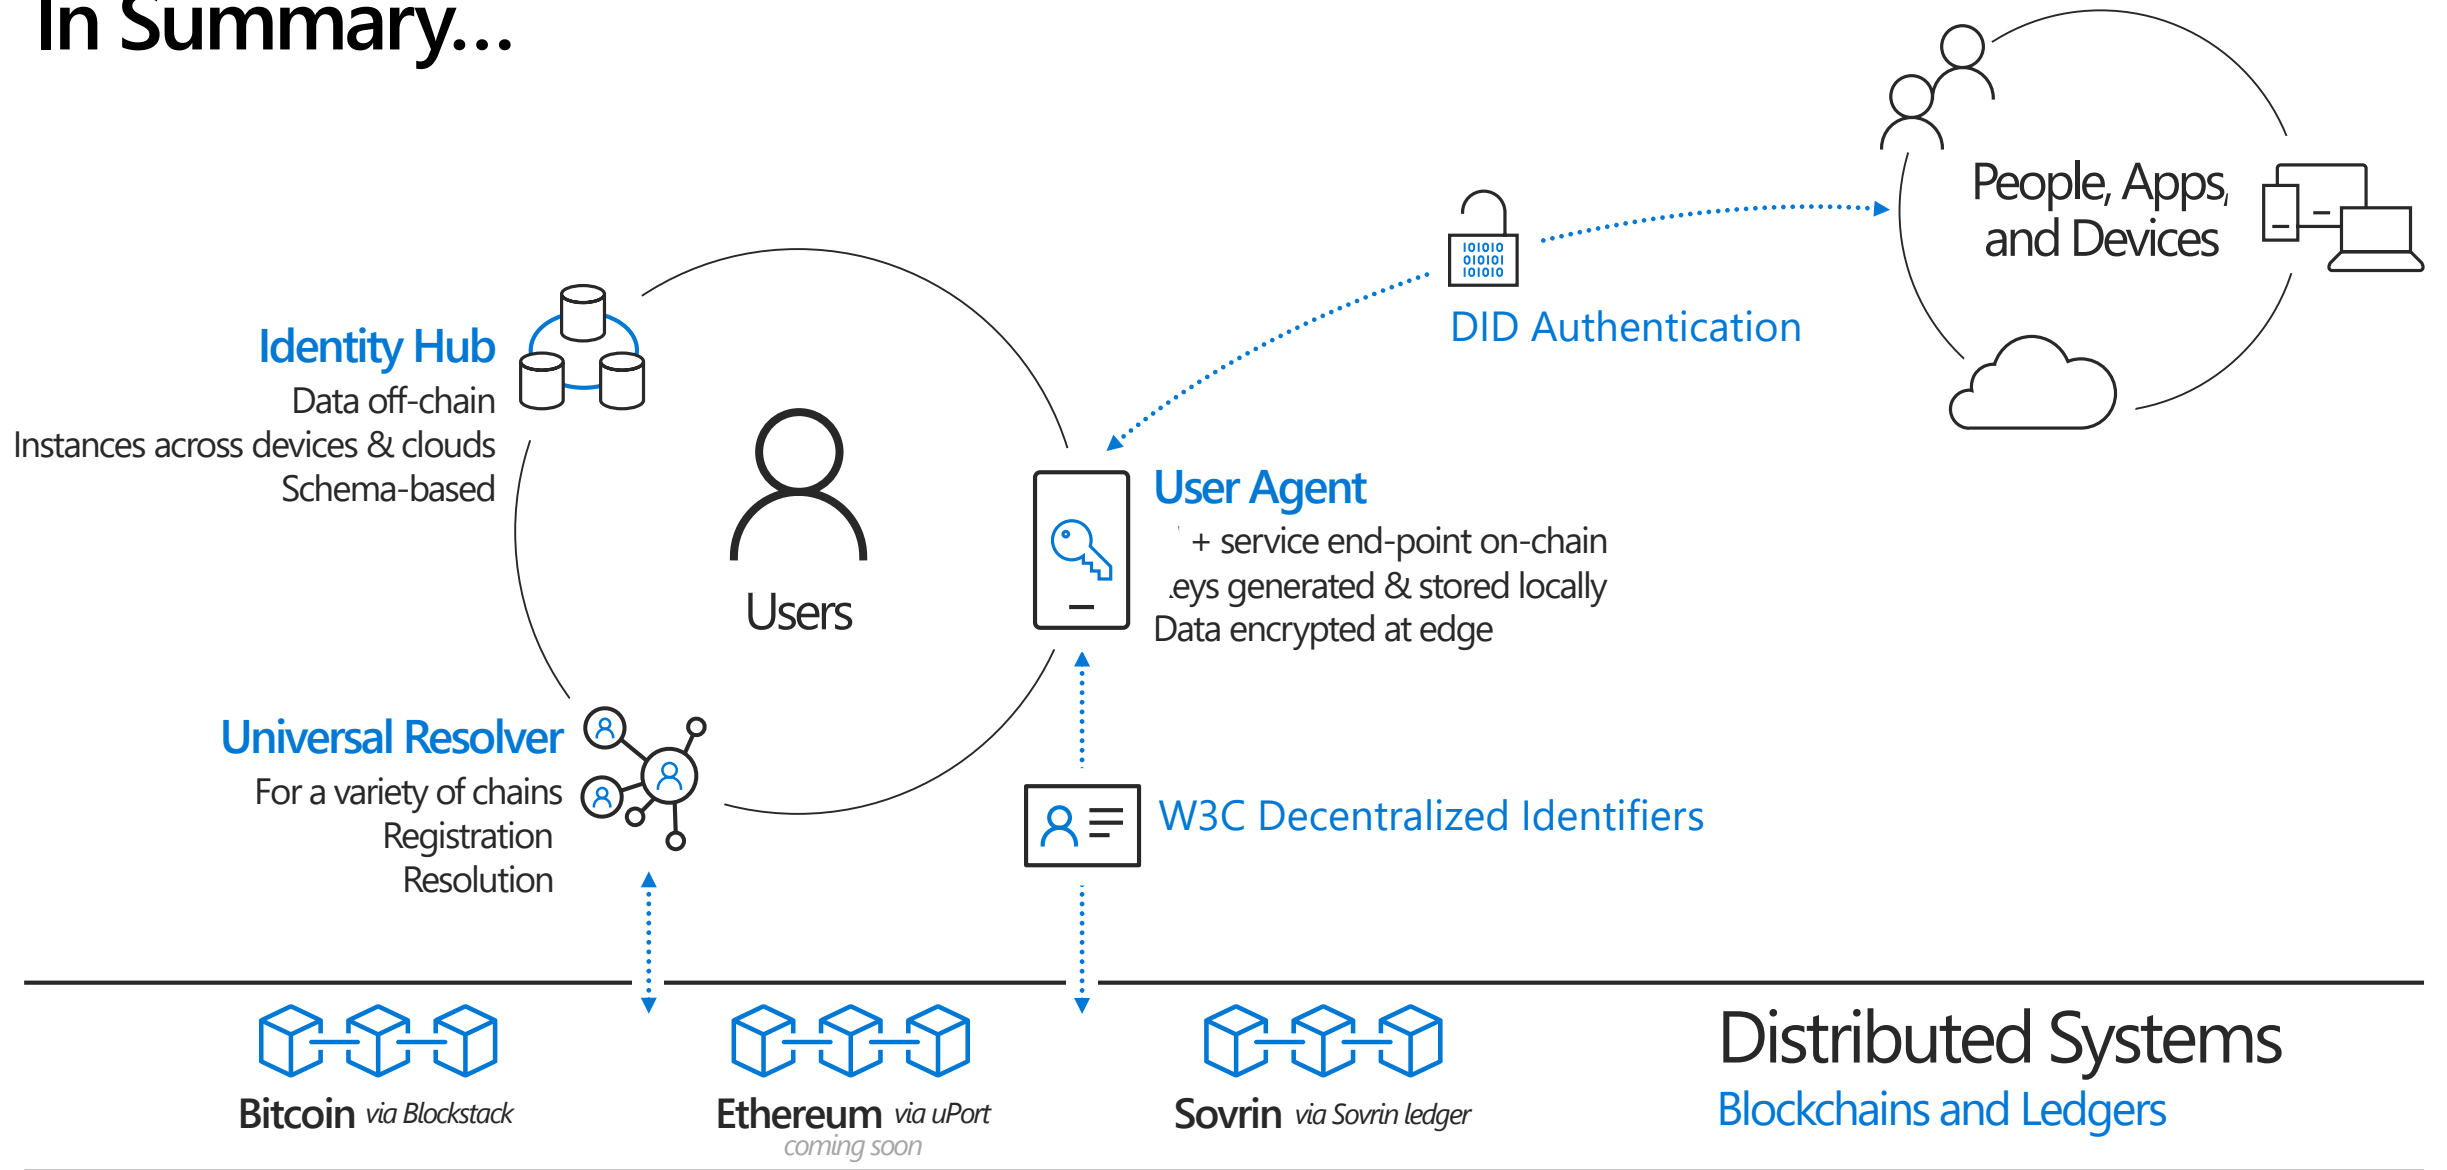 In Summary...
People, Apps,
and Devices
101010
010101
101010
DID Authentication
Identity Hub
Data off-chain
Instances across devices & clouds
Schema-based
Users
User Agent
+ service end-point on-chain
eys generated & stored locally
Data encrypted at edge
Universal Resolver
For a variety of chains
Registration
Resolution
W3C Decentralized Identifiers
Bitcoin via Blockstack
Ethereum via uPort
coming soon
Sovrin via Sovrin ledger
Distributed Systems
Blockchains and Ledgers